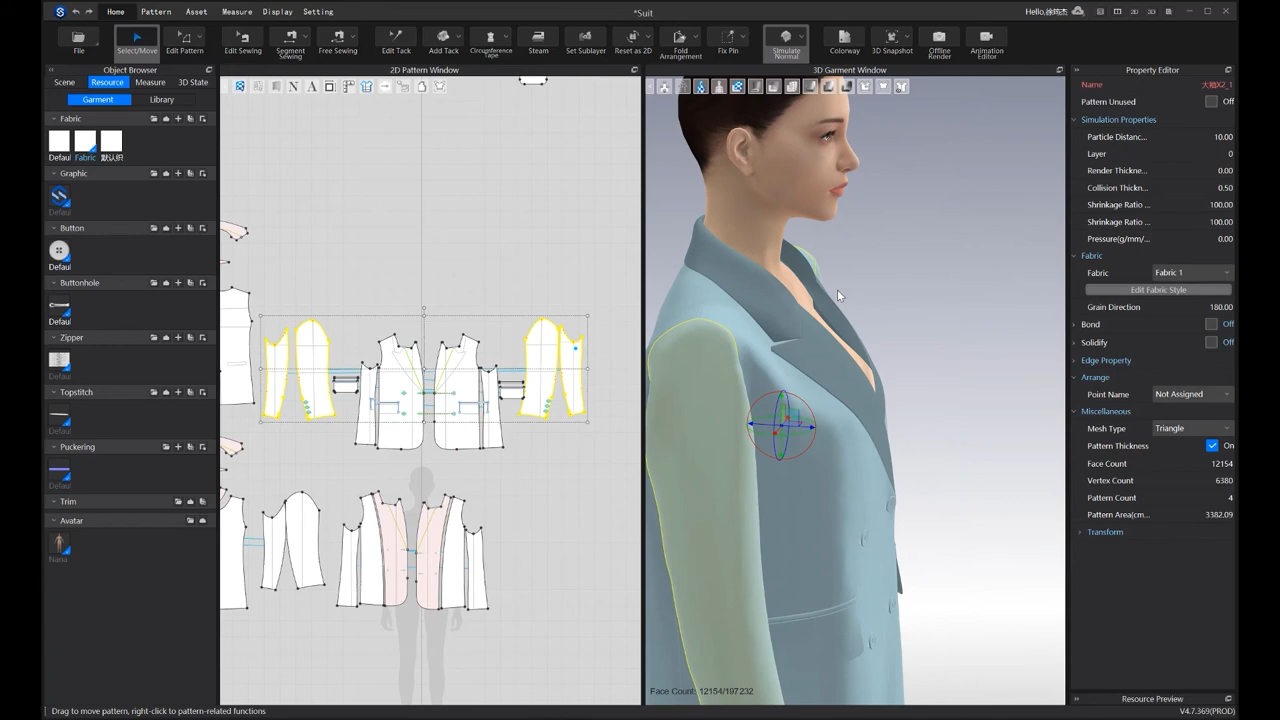 Home
Pattern
Asset
Measure
Display
Setting
*Suit
Hello,徐炜杰
File
Select/Move
Edit Pattern
Edit Sewing
Segment Sewing
Free Sewing
Edit Tack
Add Tack
Circumference Tape
Steam
Set Sublayer
Reset as 2D
Fold Arrangement
Fix Pin
Simulate Normal
Colorway
3D Snapshot
Offline Render
Animation Editor
Object Browser
2D Pattern Window
3D Garment Window
Property Editor
Scene
Resource
Measure
3D State
Garment
Library
Fabric
Defaul
Fabric
默认织
Graphic
Defaul
Button
Defaul
Buttonhole
Defaul
Zipper
Defaul
Topstitch
Defaul
Puckering
Defaul
Trim
Avatar
Nana
Face Count: 12154/197232
Name 大袖X2_1
Pattern Unused Off
Simulation Properties
Particle Distanc... 10.00
Layer 0
Render Thickne... 0.00
Collision Thickn... 0.50
Shrinkage Ratio ... 100.00
Shrinkage Ratio ... 100.00
Pressure(g/mm/... 0.00
Fabric
Fabric Fabric 1
Edit Fabric Style
Grain Direction 180.00
Bond Off
Solidify Off
Edge Property
Arrange
Point Name Not Assigned
Miscellaneous
Mesh Type Triangle
Pattern Thickness On
Face Count 12154
Vertex Count 6380
Pattern Count 4
Pattern Area(cm... 3382.09
Transform
Resource Preview
Drag to move pattern, right-click to pattern-related functions
V4.7.369(PROD)